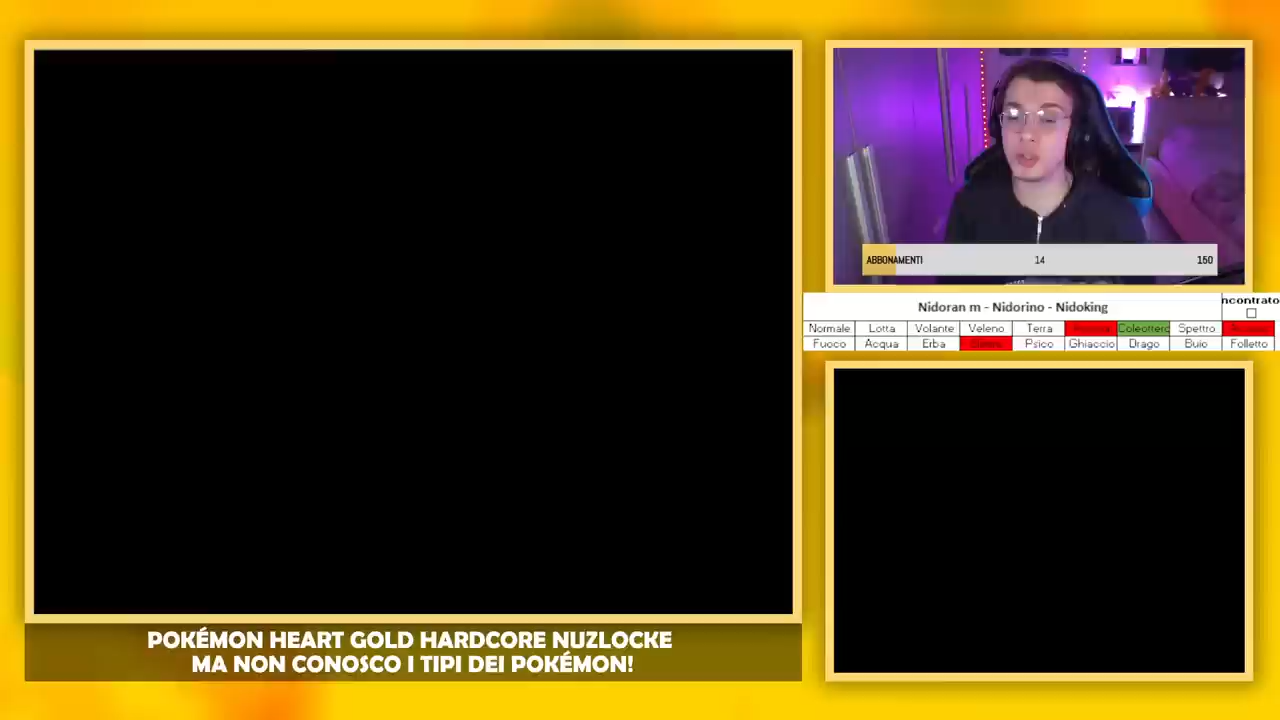 ABBONAMENTI 14 150
Nidoran m - Nidorino - Nidoking
ncontrato
Normale Lotta Volante Veleno Terra Coleottero Spettro
Fuoco Acqua Erba Psico Ghiaccio Drago Buio Folletto
POKÉMON HEART GOLD HARDCORE NUZLOCKE
MA NON CONOSCO I TIPI DEI POKÉMON!